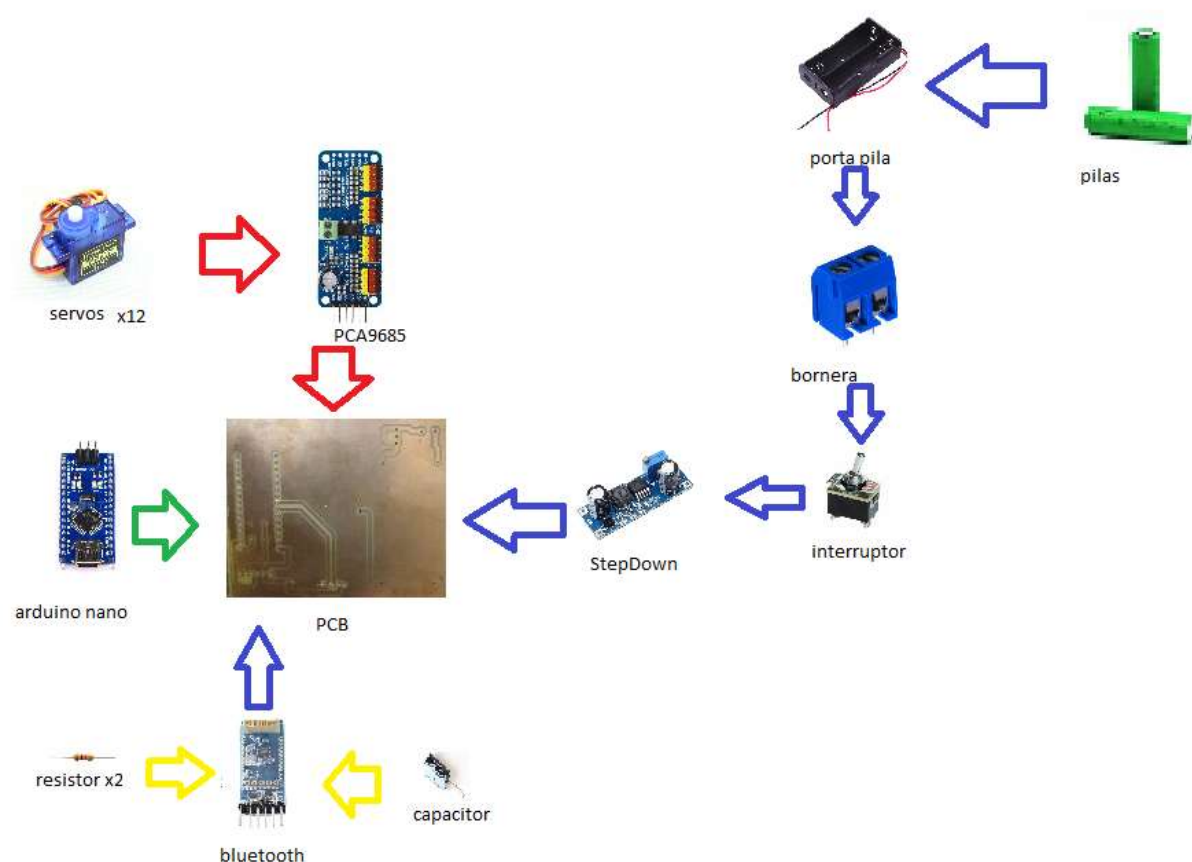 porta pila
pilas
servos x12
PCA9685
bornera
arduino nano
PCB
StepDown
interruptor
resistor x2
bluetooth
capacitor